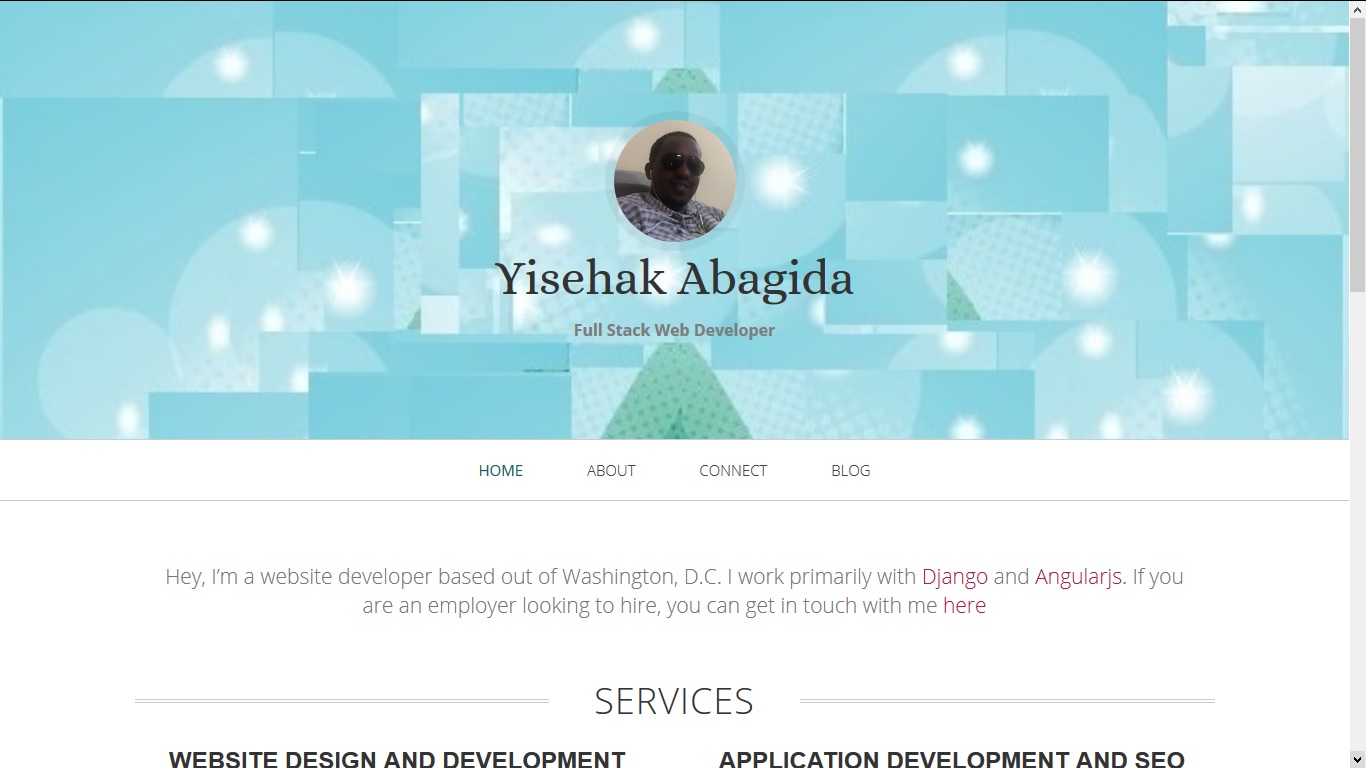 Yisehak Abagida
Full Stack Web Developer
HOME ABOUT CONNECT BLOG
Hey, I’m a website developer based out of Washington, D.C. I work primarily with Django and Angularjs. If you
are an employer looking to hire, you can get in touch with me here
SERVICES
WEBSITE DESIGN AND DEVELOPMENT APPLICATION DEVELOPMENT AND SEO